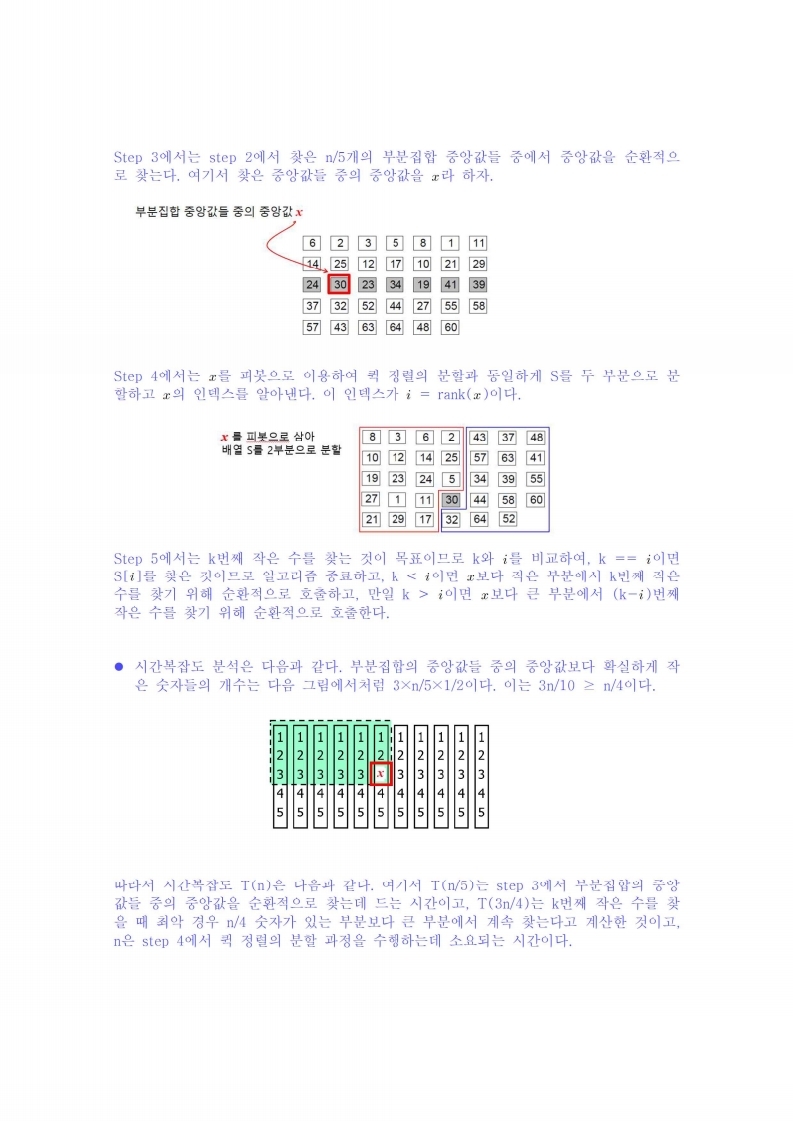 Step 3에서는 step 2에서 찾은 n/5개의 부분집합 중앙값들 중에서 중앙값을 순환적으
로 찾는다. 여기서 찾은 중앙값들 중의 중앙값을 x라 하자.
부분집합 중앙값들 중의 중앙값 x
6 2 3 5 8 1 11
14 25 12 17 10 21 29
24 30 23 34 19 41 39
37 32 52 44 27 55 58
57 43 63 64 48 60
Step 4에서는 x를 피봇으로 이용하여 퀵 정렬의 분할과 동일하게 S를 두 부분으로 분
할하고 x의 인덱스를 알아낸다. 이 인덱스가 i = rank(x)이다.
x 를 피봇으로 삼아
배열 S를 2부분으로 분할
8 3 6 2 43 37 48
10 12 14 25 57 63 41
19 23 24 5 34 39 55
27 1 11 30 44 58 60
21 29 17 32 64 52
Step 5에서는 k번째 작은 수를 찾는 것이 목표이므로 k와 i를 비교하여, k == i이면
S[i]를 찾은 것이므로 알고리즘 종료하고, k < i이면 x보다 작은 부분에서 k번째 작은
수를 찾기 위해 순환적으로 호출하고, 만일 k > i이면 x보다 큰 부분에서 (k-i)번째
작은 수를 찾기 위해 순환적으로 호출한다.
● 시간복잡도 분석은 다음과 같다. 부분집합의 중앙값들 중의 중앙값보다 확실하게 작
은 숫자들의 개수는 다음 그림에서처럼 3×n/5×1/2이다. 이는 3n/10 ≥ n/4이다.
1 1 1 1 1 1 1 1 1 1 1
2 2 2 2 2 2 2 2 2 2 2
3 3 3 3 3 x 3 3 3 3 3
4 4 4 4 4 4 4 4 4 4 4
5 5 5 5 5 5 5 5 5 5 5
따라서 시간복잡도 T(n)은 다음과 같다. 여기서 T(n/5)는 step 3에서 부분집합의 중앙
값들 중의 중앙값을 순환적으로 찾는데 드는 시간이고, T(3n/4)는 k번째 작은 수를 찾
을 때 최악 경우 n/4 숫자가 있는 부분보다 큰 부분에서 계속 찾는다고 계산한 것이고,
n은 step 4에서 퀵 정렬의 분할 과정을 수행하는데 소요되는 시간이다.